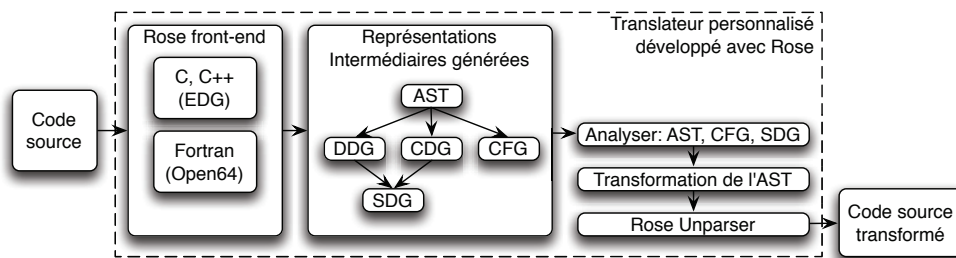 Translateur personnalisé
développé avec Rose
Rose front-end
C, C++
(EDG)
Fortran
(Open64)
Code
source
Représentations
Intermédiaires générées
AST
DDG
CDG
CFG
SDG
Analyser: AST, CFG, SDG
Transformation de l'AST
Rose Unparser
Code source
transformé